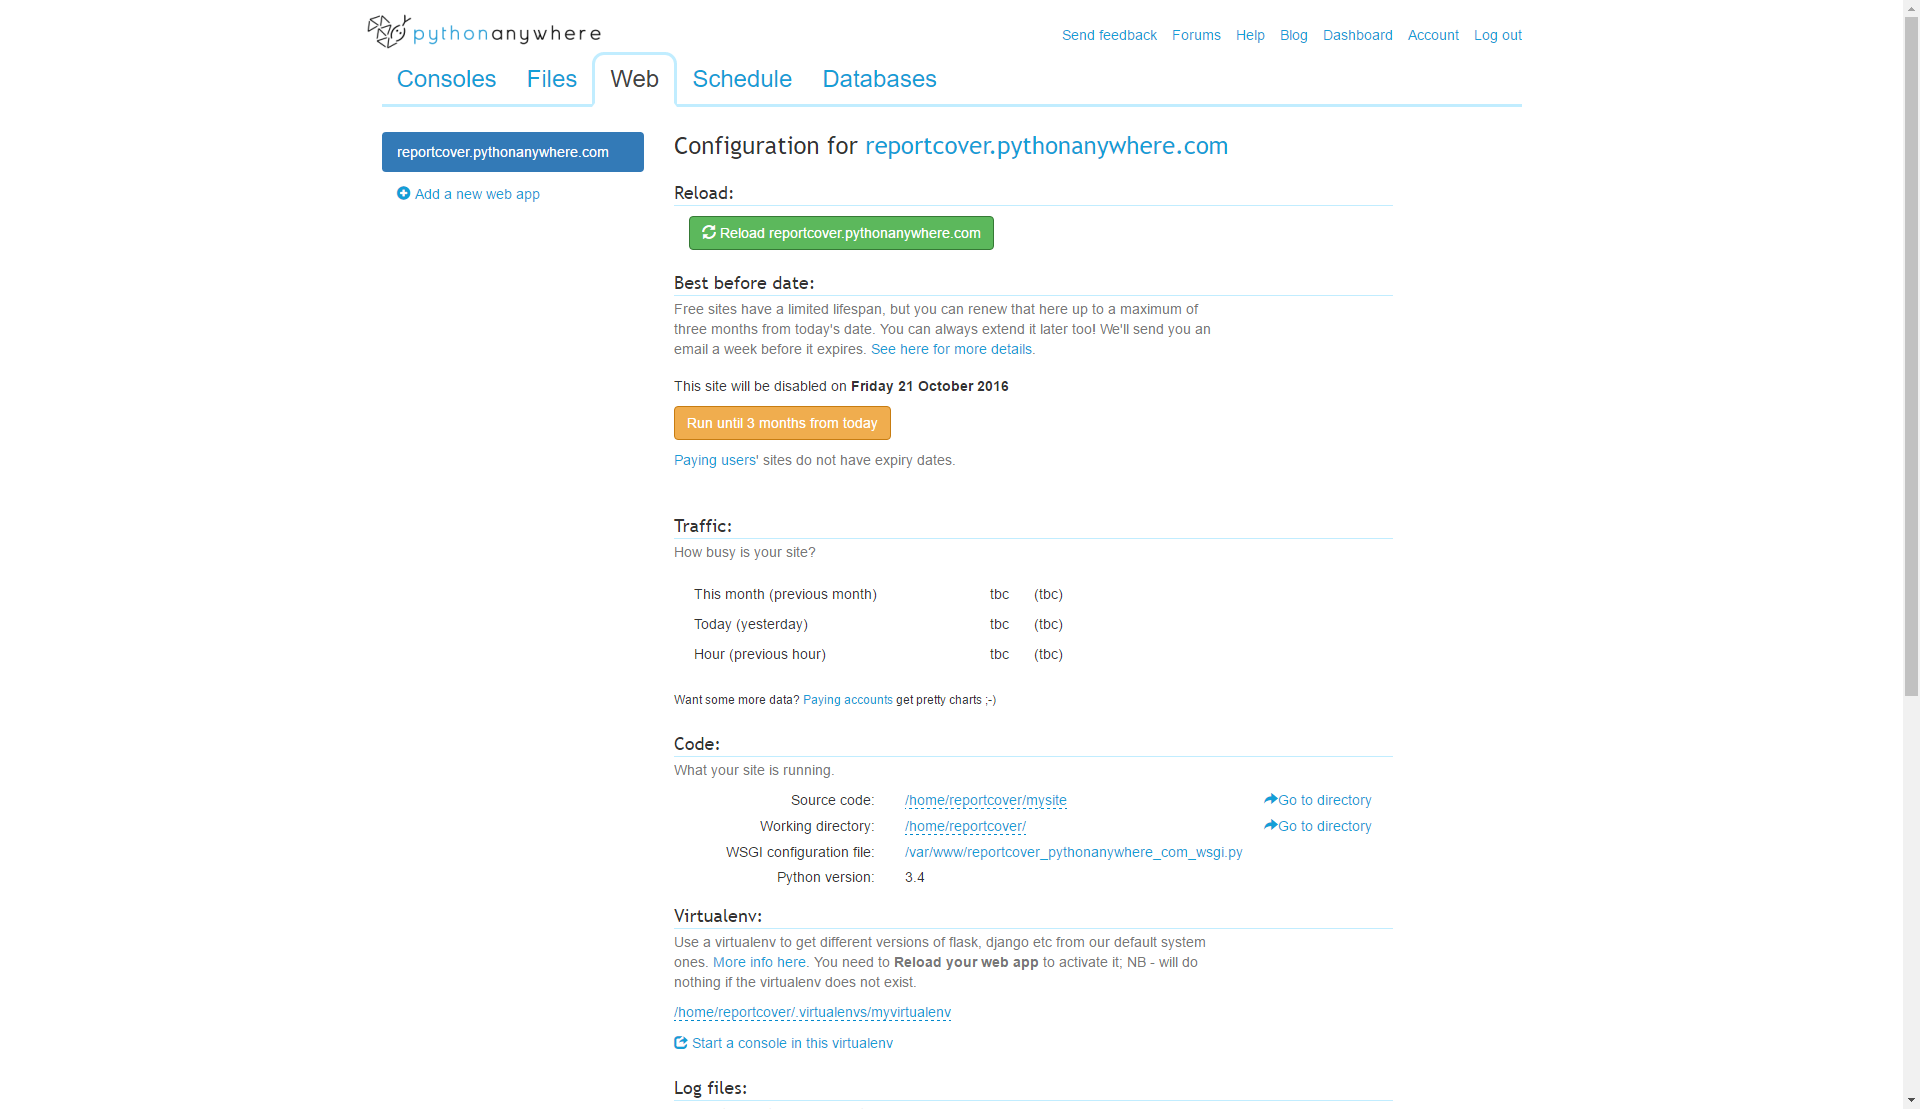 pythonanywhere
Send feedback Forums Help Blog Dashboard Account Log out
Consoles Files Web Schedule Databases
reportcover.pythonanywhere.com
Add a new web app
Configuration for reportcover.pythonanywhere.com
Reload:
Reload reportcover.pythonanywhere.com
Best before date:
Free sites have a limited lifespan, but you can renew that here up to a maximum of
three months from today's date. You can always extend it later too! We'll send you an
email a week before it expires. See here for more details.
This site will be disabled on Friday 21 October 2016
Run until 3 months from today
Paying users' sites do not have expiry dates.
Traffic:
How busy is your site?
This month (previous month) tbc (tbc)
Today (yesterday) tbc (tbc)
Hour (previous hour) tbc (tbc)
Want some more data? Paying accounts get pretty charts ;-)
Code:
What your site is running.
Source code: /home/reportcover/mysite Go to directory
Working directory: /home/reportcover/ Go to directory
WSGI configuration file: /var/www/reportcover_pythonanywhere_com_wsgi.py
Python version: 3.4
Virtualenv:
Use a virtualenv to get different versions of flask, django etc from our default system
ones. More info here. You need to Reload your web app to activate it; NB - will do
nothing if the virtualenv does not exist.
/home/reportcover/.virtualenvs/myvirtualenv
Start a console in this virtualenv
Log files: